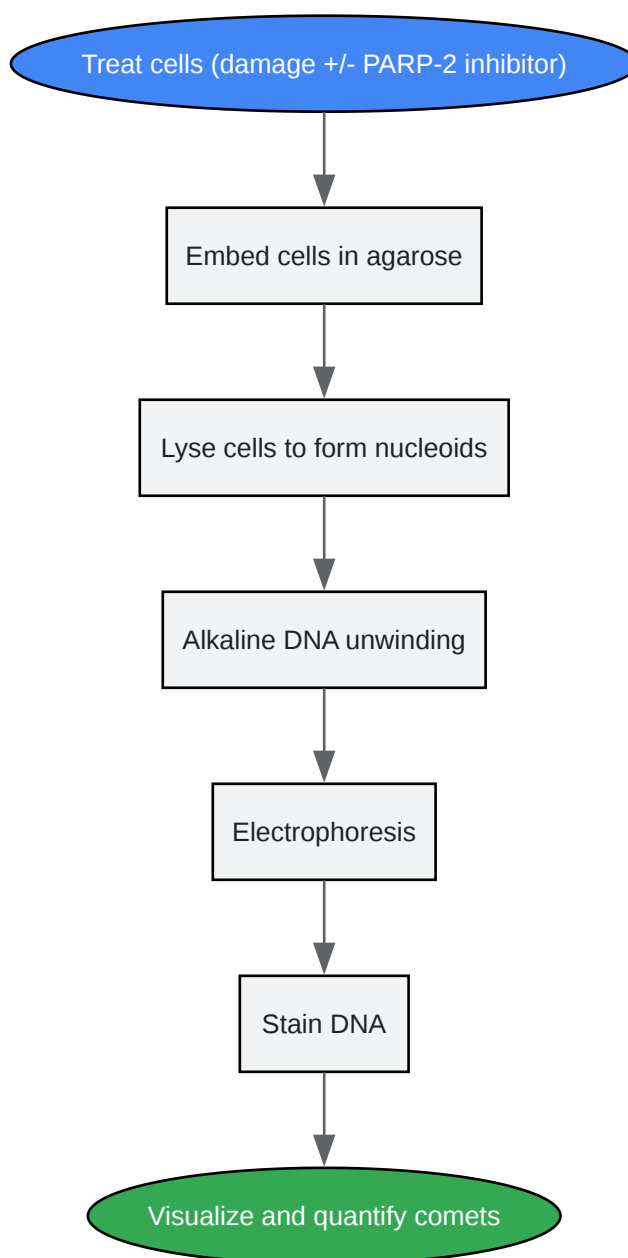 Treat cells (damage +/- PARP-2 inhibitor)
Embed cells in agarose
Lyse cells to form nucleoids
Alkaline DNA unwinding
Electrophoresis
Stain DNA
Visualize and quantify comets